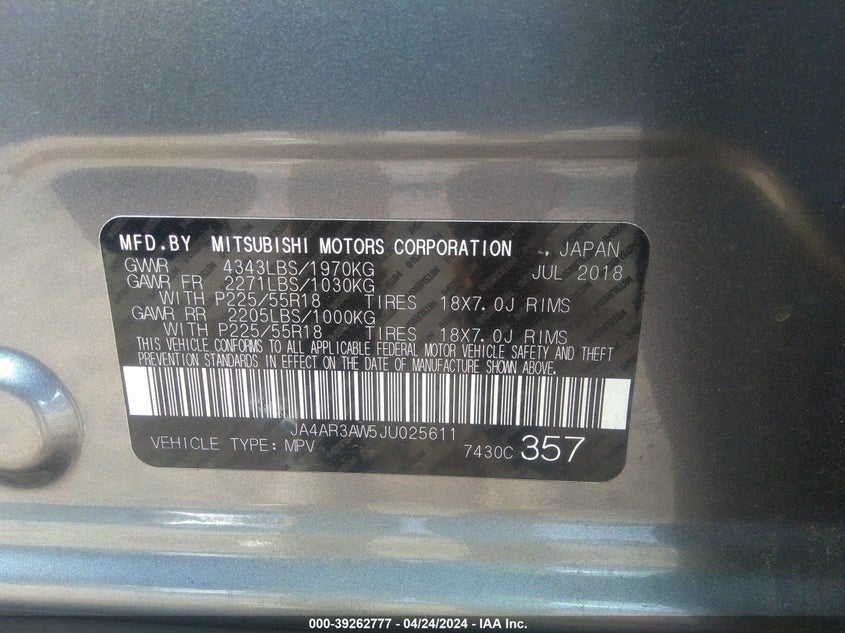 MFD.BY MITSUBISHI MOTORS CORPORATION , JAPAN
GVWR 4343LBS/1970KG JUL 2018
GAWR FR 2271LBS/1030KG
WITH P225/55R18 TIRES 18X7.0J RIMS
GAWR RR 2205LBS/1000KG
WITH P225/55R18 TIRES 18X7.0J RIMS
THIS VEHICLE CONFORMS TO ALL APPLICABLE FEDERAL MOTOR VEHICLE SAFETY AND THEFT
PREVENTION STANDARDS IN EFFECT ON THE DATE OF MANUFACTURE SHOWN ABOVE.
JA4AR3AW5JU025611
VEHICLE TYPE: MPV 7430C 357
000-39262777 - 04/24/2024 - IAA Inc.